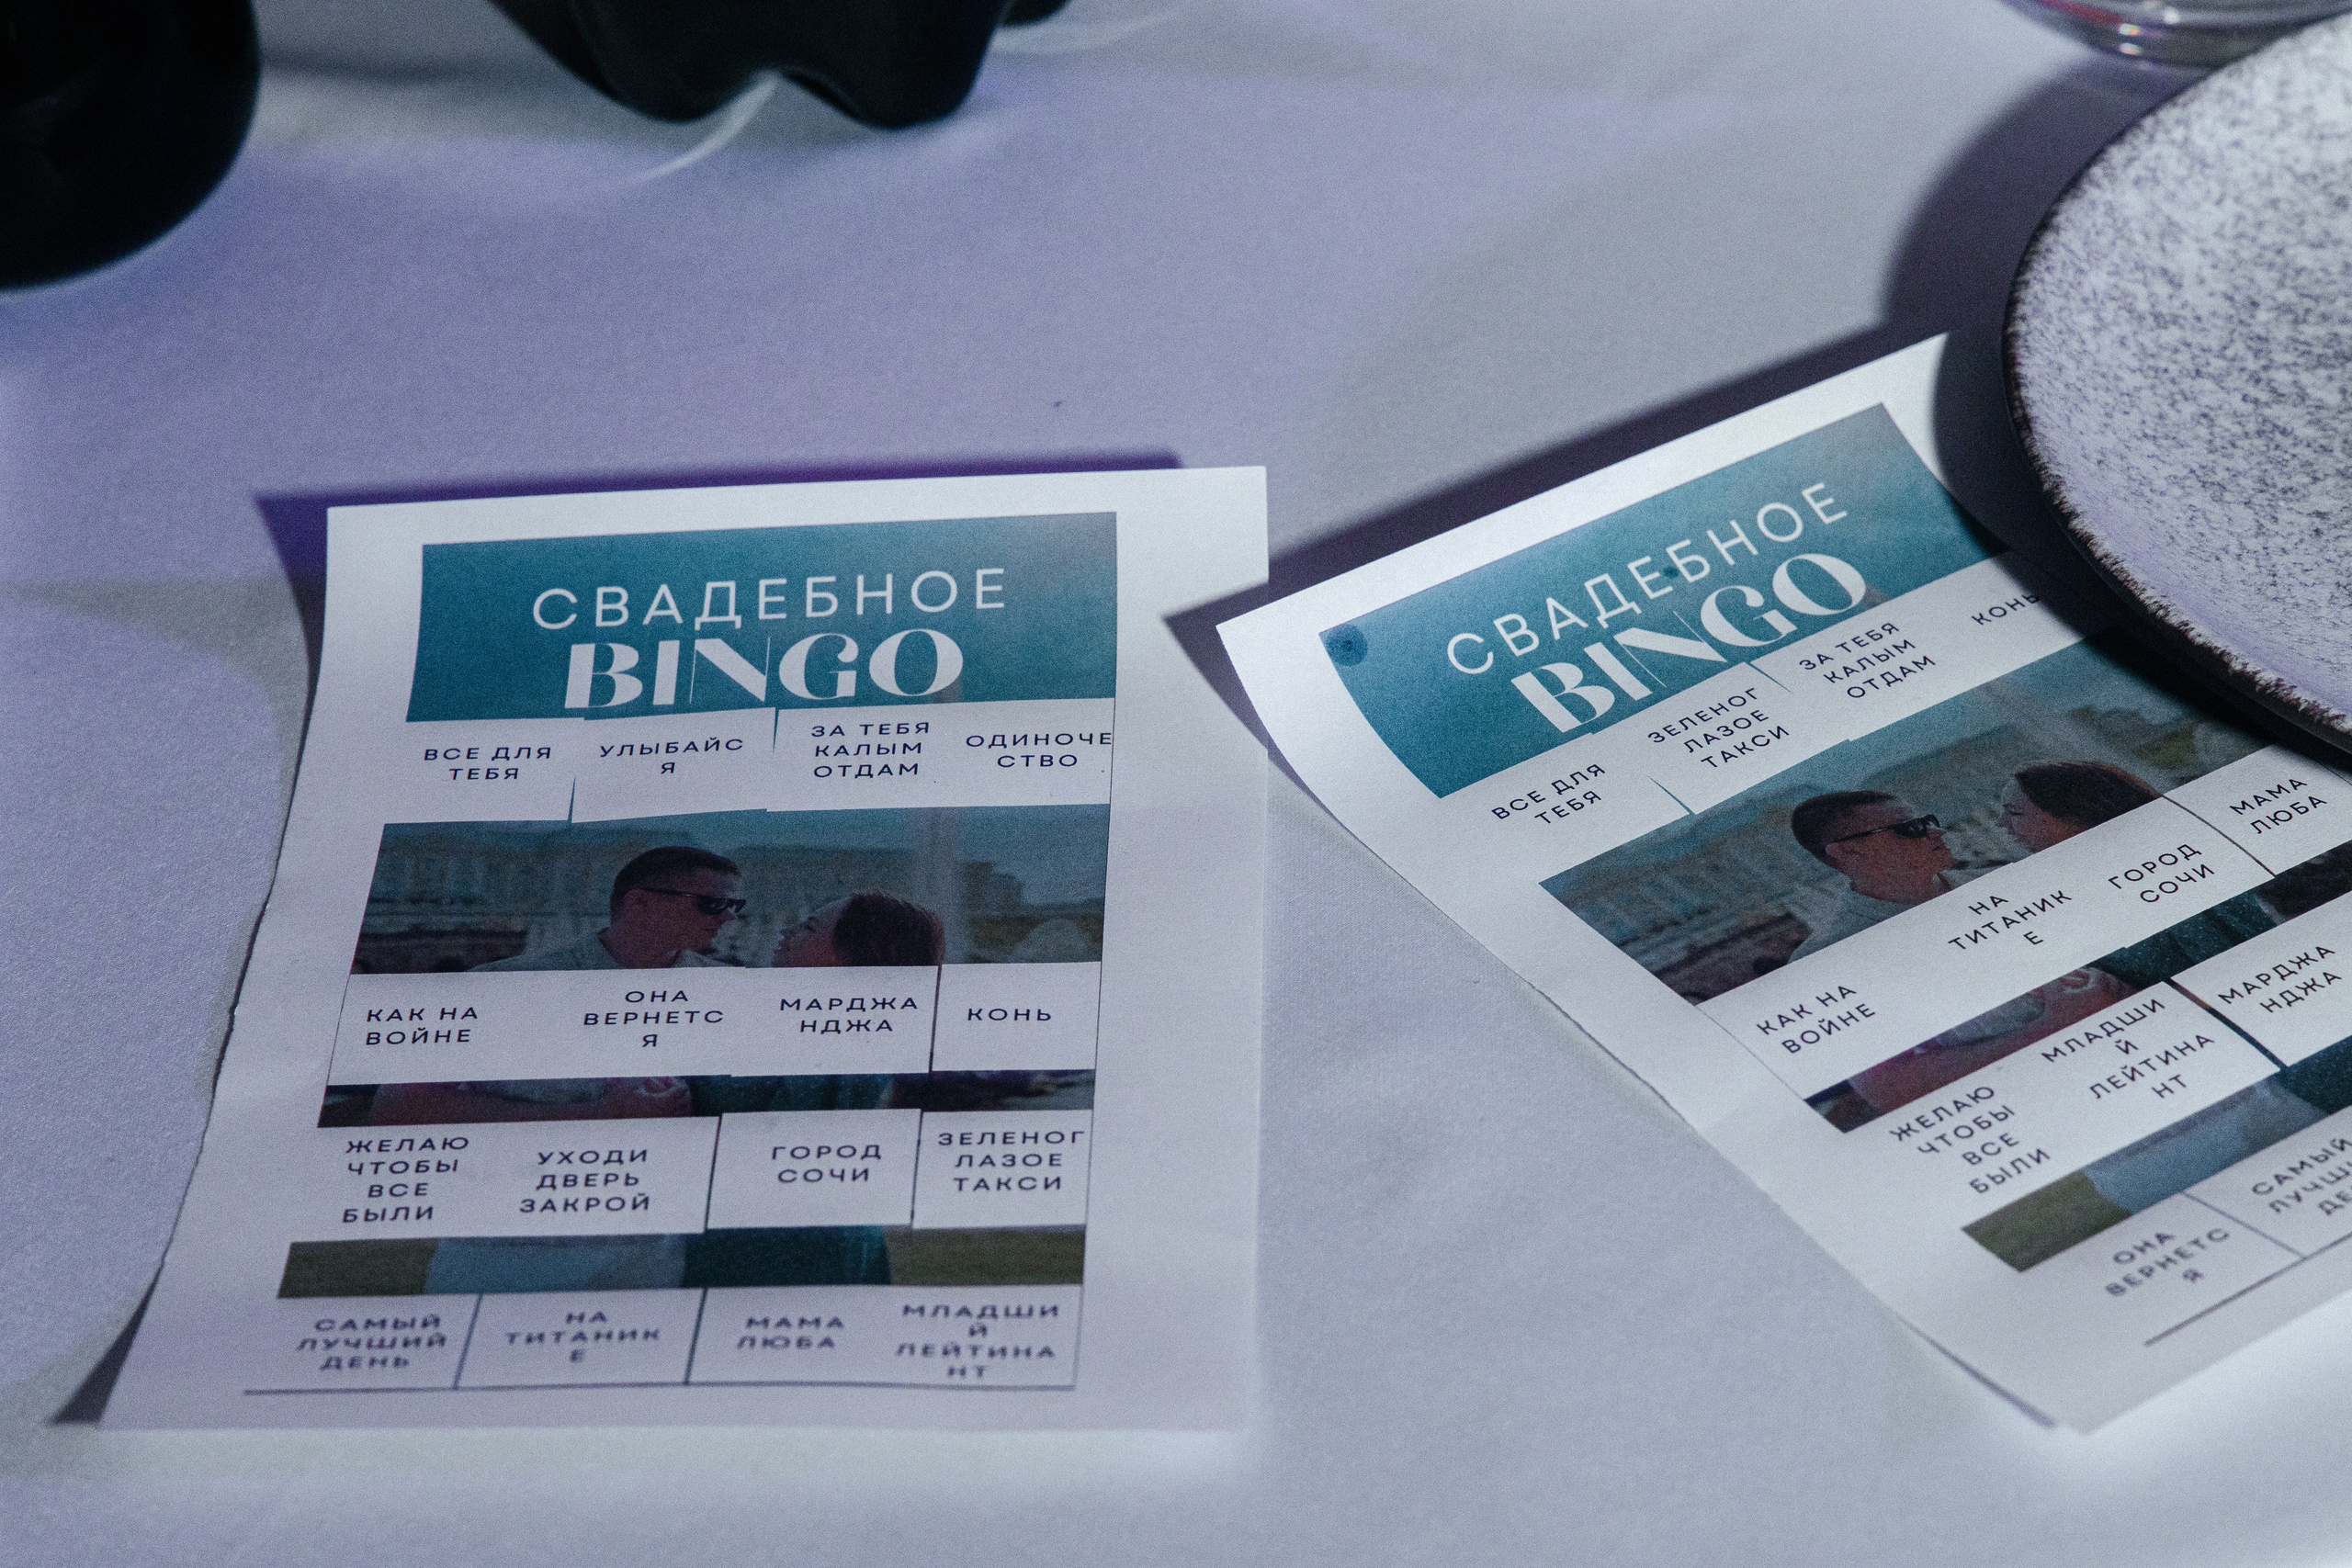 СВАДЕБНОЕ
BINGO
ВСЕ ДЛЯ
ТЕБЯ
УЛЫБАЙС
Я
ЗА ТЕБЯ
КАЛЫМ
ОТДАМ
ОДИНОЧЕ
СТВО
КАК НА
ВОЙНЕ
ОНА
ВЕРНЕТС
Я
МАРДЖА
НДЖА
КОНЬ
ЖЕЛАЮ
ЧТОБЫ
ВСЕ
БЫЛИ
УХОДИ
ДВЕРЬ
ЗАКРОЙ
ГОРОД
СОЧИ
ЗЕЛЕНОГ
ЛАЗОЕ
ТАКСИ
САМЫЙ
ЛУЧШИЙ
ДЕНЬ
НА
ТИТАНИК
Е
МАМА
ЛЮБА
МЛАДШИ
Й
ЛЕЙТИНА
НТ
СВАДЕБНОЕ
BINGO
ВСЕ ДЛЯ
ТЕБЯ
ЗЕЛЕНОГ
ЛАЗОЕ
ТАКСИ
ЗА ТЕБЯ
КАЛЫМ
ОТДАМ
КОНЬ
КАК НА
ВОЙНЕ
НА
ТИТАНИК
Е
ГОРОД
СОЧИ
МАМА
ЛЮБА
ЖЕЛАЮ
ЧТОБЫ
ВСЕ
БЫЛИ
МЛАДШИ
Й
ЛЕЙТИНА
НТ
МАРДЖА
НДЖА
ОНА
ВЕРНЕТС
Я
САМЫЙ